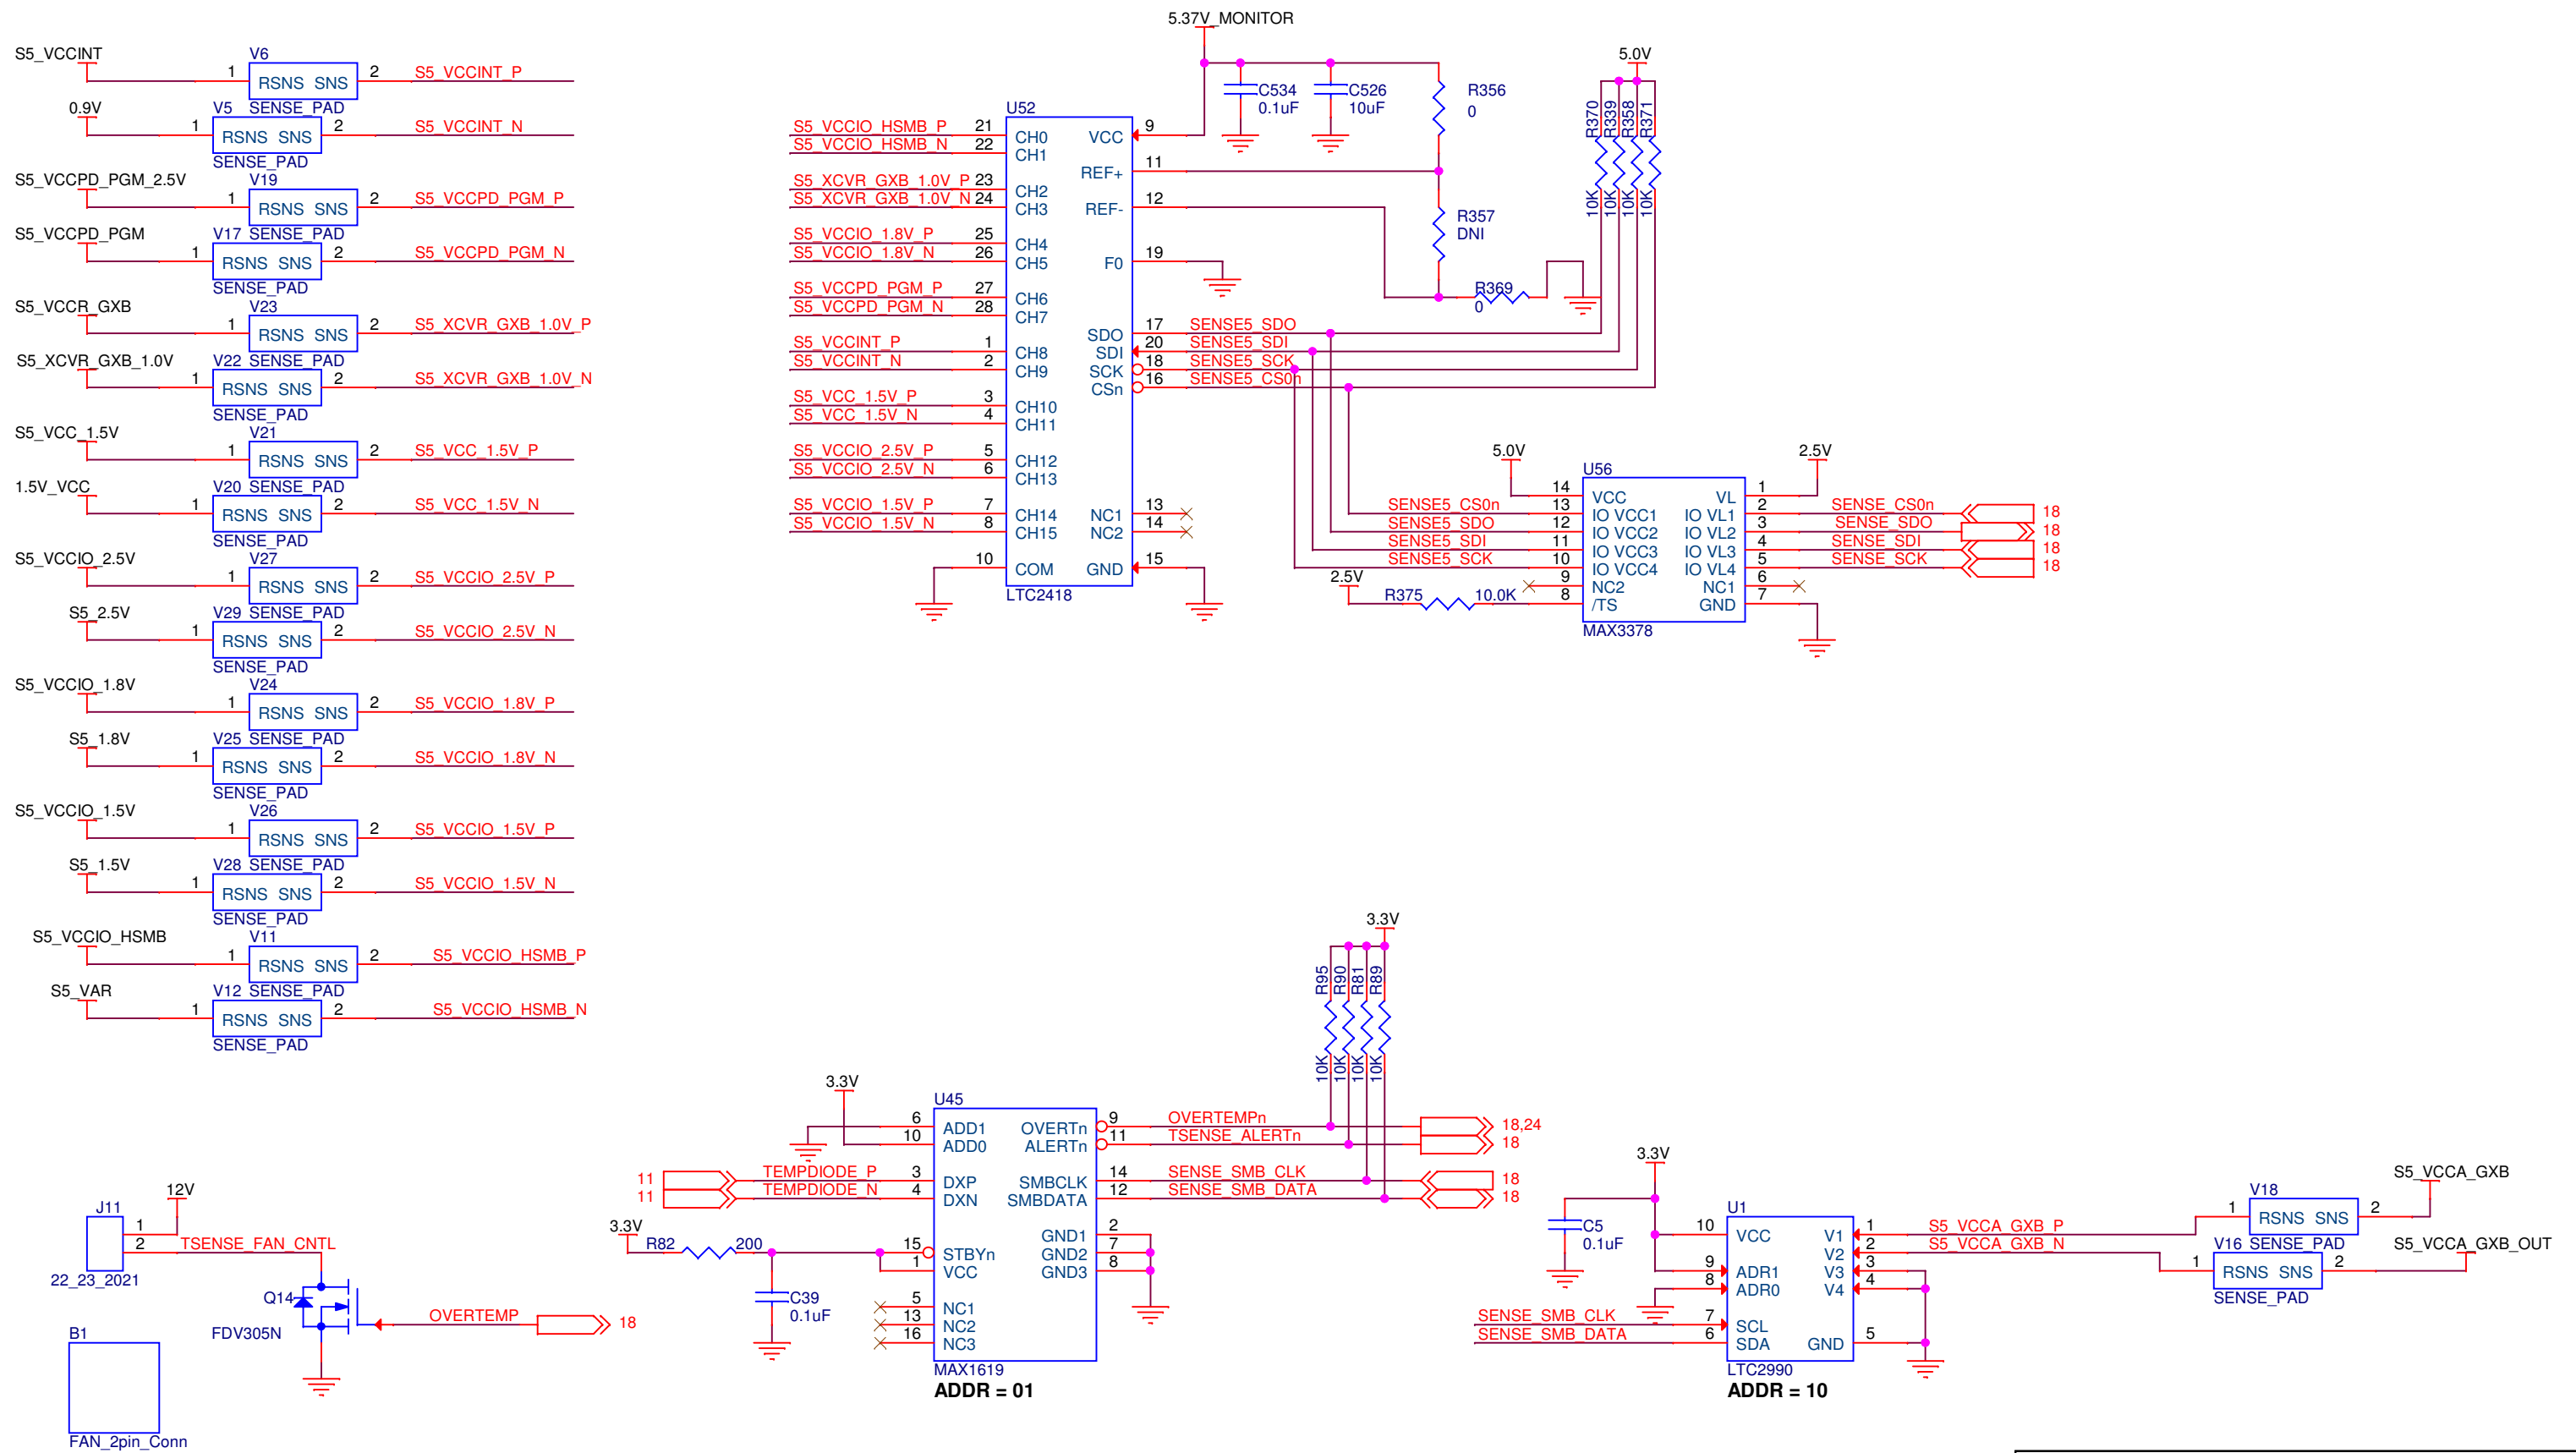 S5_VCCINT
V6
1 RSNS SNS 2 S5_VCCINT_P
0.9V
V5 SENSE_PAD
1 RSNS SNS 2 S5_VCCINT_N
SENSE_PAD
S5_VCCPD_PGM_2.5V
V19
1 RSNS SNS 2 S5_VCCPD_PGM_P
S5_VCCPD_PGM
V17 SENSE_PAD
1 RSNS SNS 2 S5_VCCPD_PGM_N
SENSE_PAD
S5_VCCR_GXB
V23
1 RSNS SNS 2 S5_XCVR_GXB_1.0V_P
S5_XCVR_GXB_1.0V
V22 SENSE_PAD
1 RSNS SNS 2 S5_XCVR_GXB_1.0V_N
SENSE_PAD
S5_VCC_1.5V
V21
1 RSNS SNS 2 S5_VCC_1.5V_P
1.5V_VCC
V20 SENSE_PAD
1 RSNS SNS 2 S5_VCC_1.5V_N
SENSE_PAD
S5_VCCIO_2.5V
V27
1 RSNS SNS 2 S5_VCCIO_2.5V_P
S5_2.5V
V29 SENSE_PAD
1 RSNS SNS 2 S5_VCCIO_2.5V_N
SENSE_PAD
S5_VCCIO_1.8V
V24
1 RSNS SNS 2 S5_VCCIO_1.8V_P
S5_1.8V
V25 SENSE_PAD
1 RSNS SNS 2 S5_VCCIO_1.8V_N
SENSE_PAD
S5_VCCIO_1.5V
V26
1 RSNS SNS 2 S5_VCCIO_1.5V_P
S5_1.5V
V28 SENSE_PAD
1 RSNS SNS 2 S5_VCCIO_1.5V_N
SENSE_PAD
S5_VCCIO_HSMB
V11
1 RSNS SNS 2 S5_VCCIO_HSMB_P
S5_VAR
V12 SENSE_PAD
1 RSNS SNS 2 S5_VCCIO_HSMB_N
SENSE_PAD
5.37V_MONITOR
C534
0.1uF
C526
10uF
R356
0
R357
DNI
R369
0
5.0V
R370
R339
R358
R371
10K
10K
10K
10K
U52
S5_VCCIO_HSMB_P 21 CH0 VCC 9
S5_VCCIO_HSMB_N 22 CH1
REF+ 11
S5_XCVR_GXB_1.0V_P 23 CH2
S5_XCVR_GXB_1.0V_N 24 CH3 REF- 12
S5_VCCIO_1.8V_P 25 CH4
S5_VCCIO_1.8V_N 26 CH5 F0 19
S5_VCCPD_PGM_P 27 CH6
S5_VCCPD_PGM_N 28 CH7
SDO 17 SENSE5_SDO
S5_VCCINT_P 1 CH8 SDI 20 SENSE5_SDI
S5_VCCINT_N 2 CH9 SCK 18 SENSE5_SCK
CSn 16 SENSE5_CS0n
S5_VCC_1.5V_P 3 CH10
S5_VCC_1.5V_N 4 CH11
S5_VCCIO_2.5V_P 5 CH12
S5_VCCIO_2.5V_N 6 CH13
S5_VCCIO_1.5V_P 7 CH14 NC1 13
S5_VCCIO_1.5V_N 8 CH15 NC2 14
10 COM GND 15
LTC2418
5.0V
U56
2.5V
14 VCC VL 1
SENSE5_CS0n 13 IO VCC1 IO VL1 2 SENSE_CS0n 18
SENSE5_SDO 12 IO VCC2 IO VL2 3 SENSE_SDO 18
SENSE5_SDI 11 IO VCC3 IO VL3 4 SENSE_SDI 18
SENSE5_SCK 10 IO VCC4 IO VL4 5 SENSE_SCK 18
2.5V
9 NC2 NC1 6
R375 10.0K 8 /TS GND 7
MAX3378
3.3V
R95
R90
R81
R89
10K
10K
10K
10K
3.3V
U45
6 ADD1 OVERTn 9 OVERTEMPn 18,24
10 ADD0 ALERTn 11 TSENSE_ALERTn 18
11 TEMPDIODE_P 3 DXP SMBCLK 14 SENSE_SMB_CLK 18
11 TEMPDIODE_N 4 DXN SMBDATA 12 SENSE_SMB_DATA 18
3.3V
R82 200
GND1 2
15 STBYn GND2 7
1 VCC GND3 8
C39
0.1uF
5 NC1
13 NC2
16 NC3
MAX1619
ADDR = 01
12V
J11
1
2 TSENSE_FAN_CNTL
22_23_2021
Q14
FDV305N
OVERTEMP 18
B1
FAN_2pin_Conn
3.3V
C5
0.1uF
U1
10 VCC V1 1 S5_VCCA_GXB_P
V2 2 S5_VCCA_GXB_N
9 ADR1 V3 3
8 ADR0 V4 4
SENSE_SMB_CLK 7 SCL
SENSE_SMB_DATA 6 SDA GND 5
LTC2990
ADDR = 10
S5_VCCA_GXB
V18
1 RSNS SNS 2
V16 SENSE_PAD
S5_VCCA_GXB_OUT
1 RSNS SNS 2
SENSE_PAD